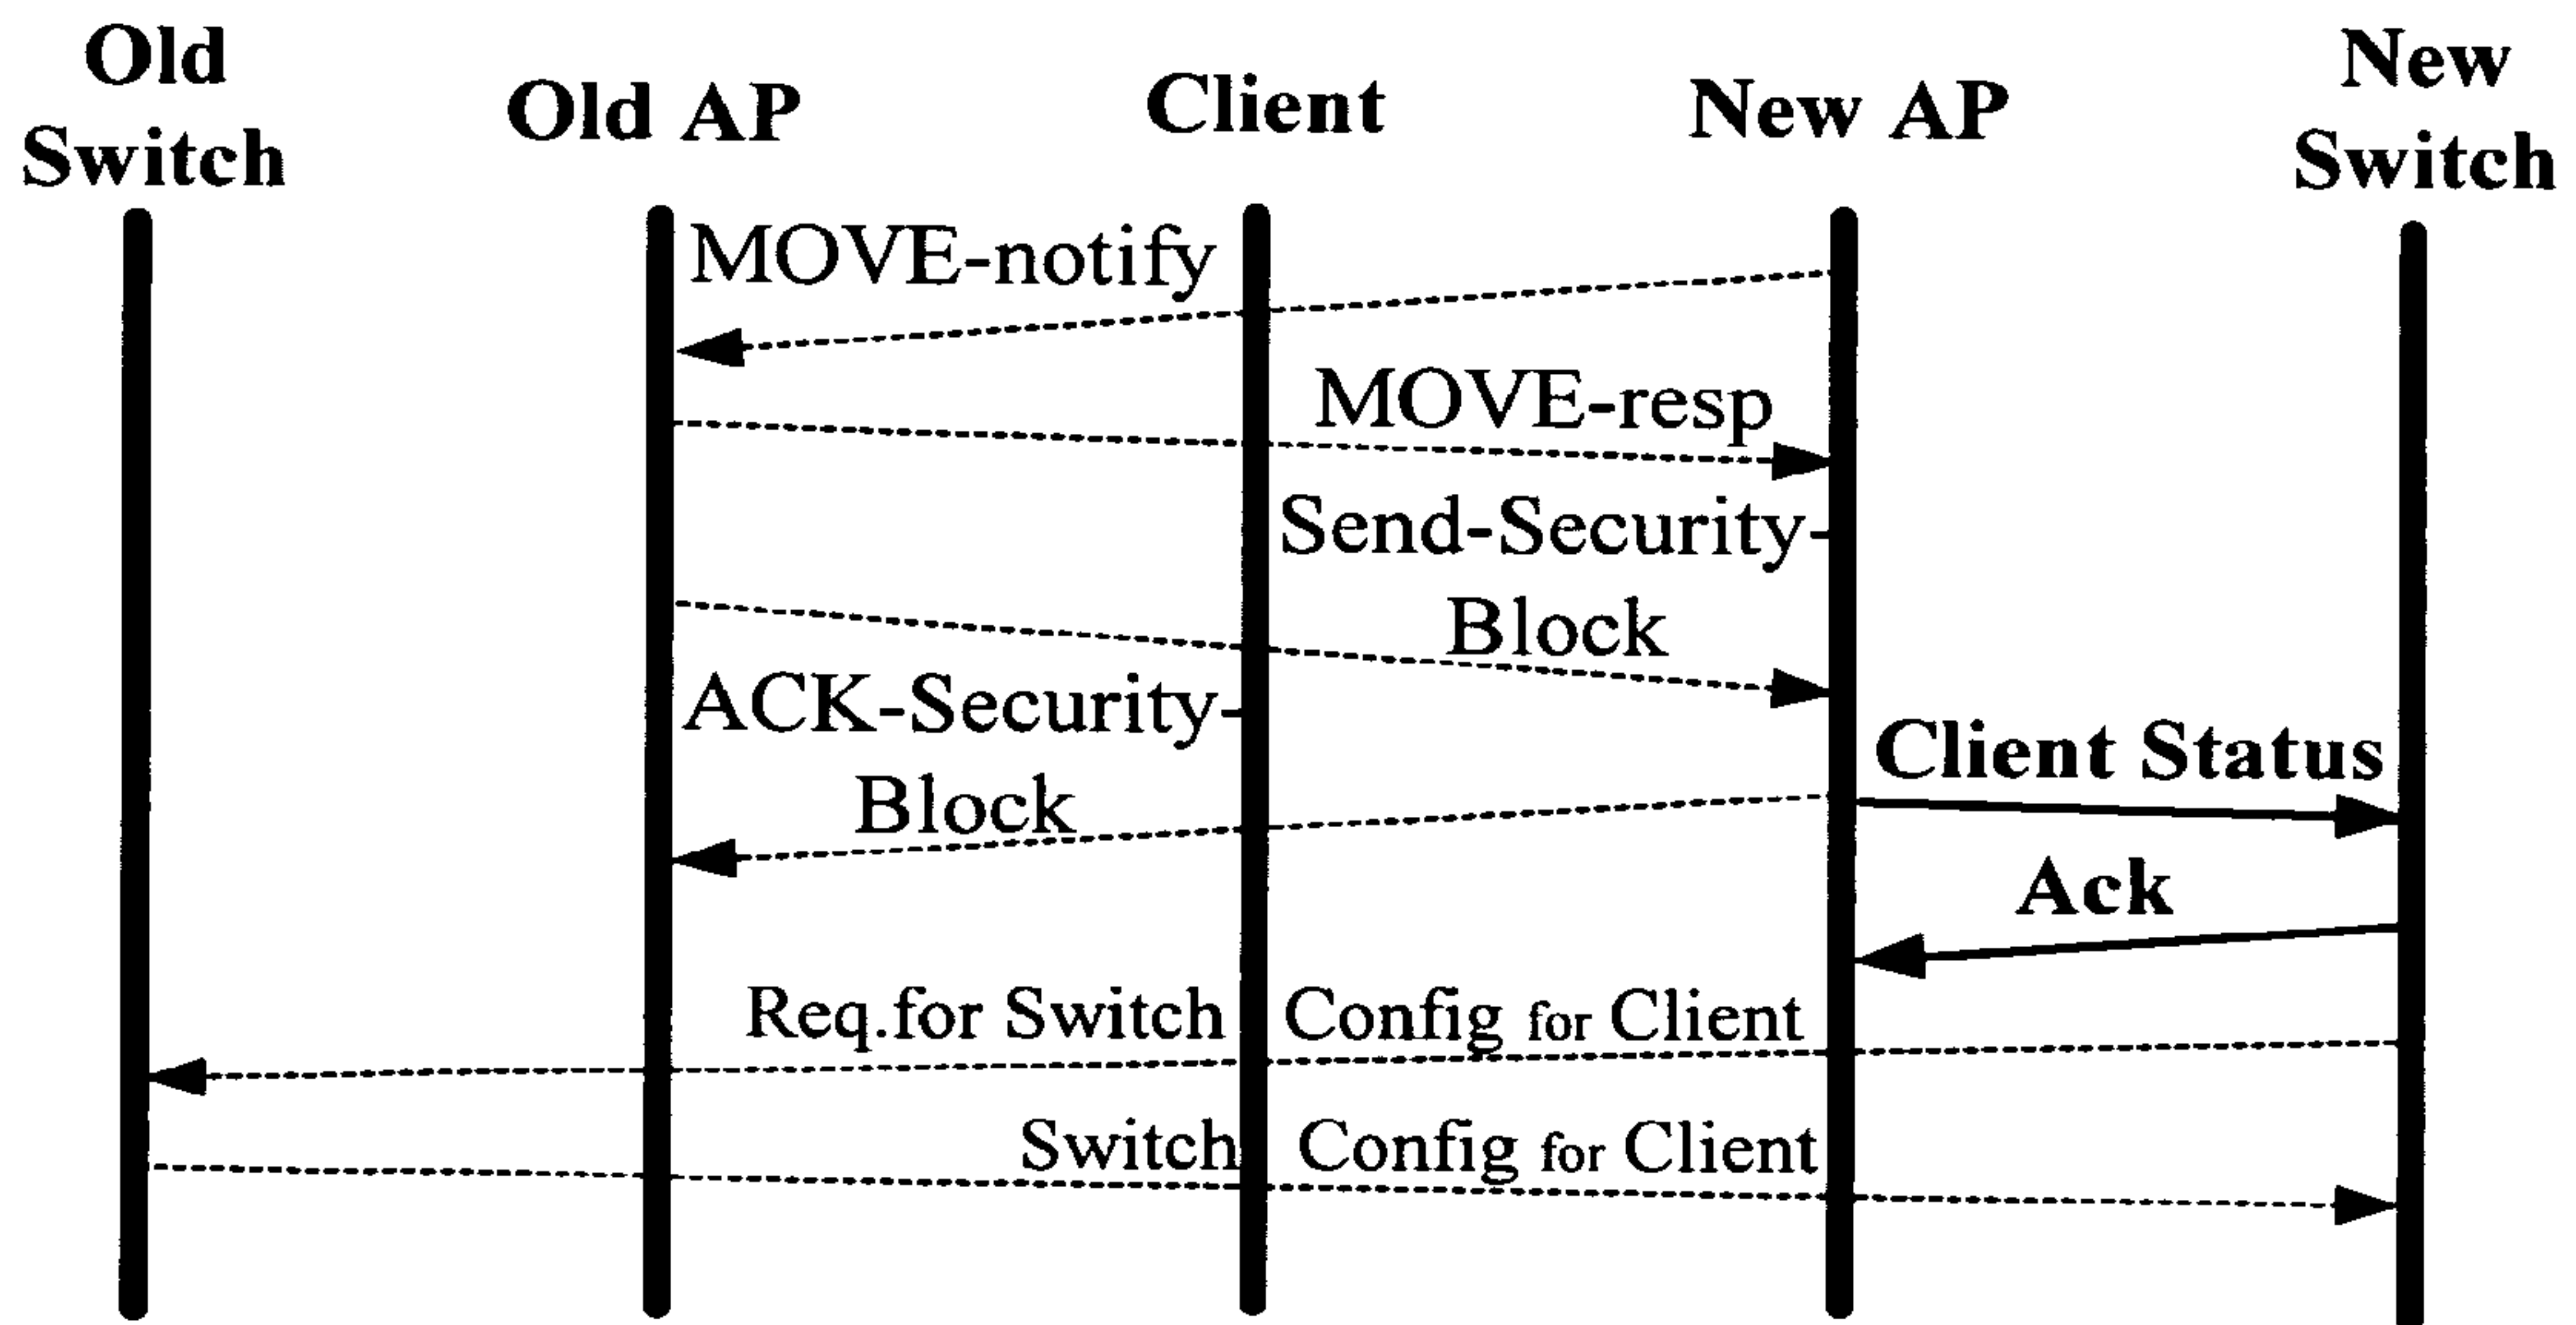 Old
Switch
Old AP
Client
New AP
New
Switch
MOVE-notify
MOVE-resp
Send-Security-
Block
ACK-Security-
Block
Client Status
Ack
Req.for Switch Config for Client
Switch Config for Client